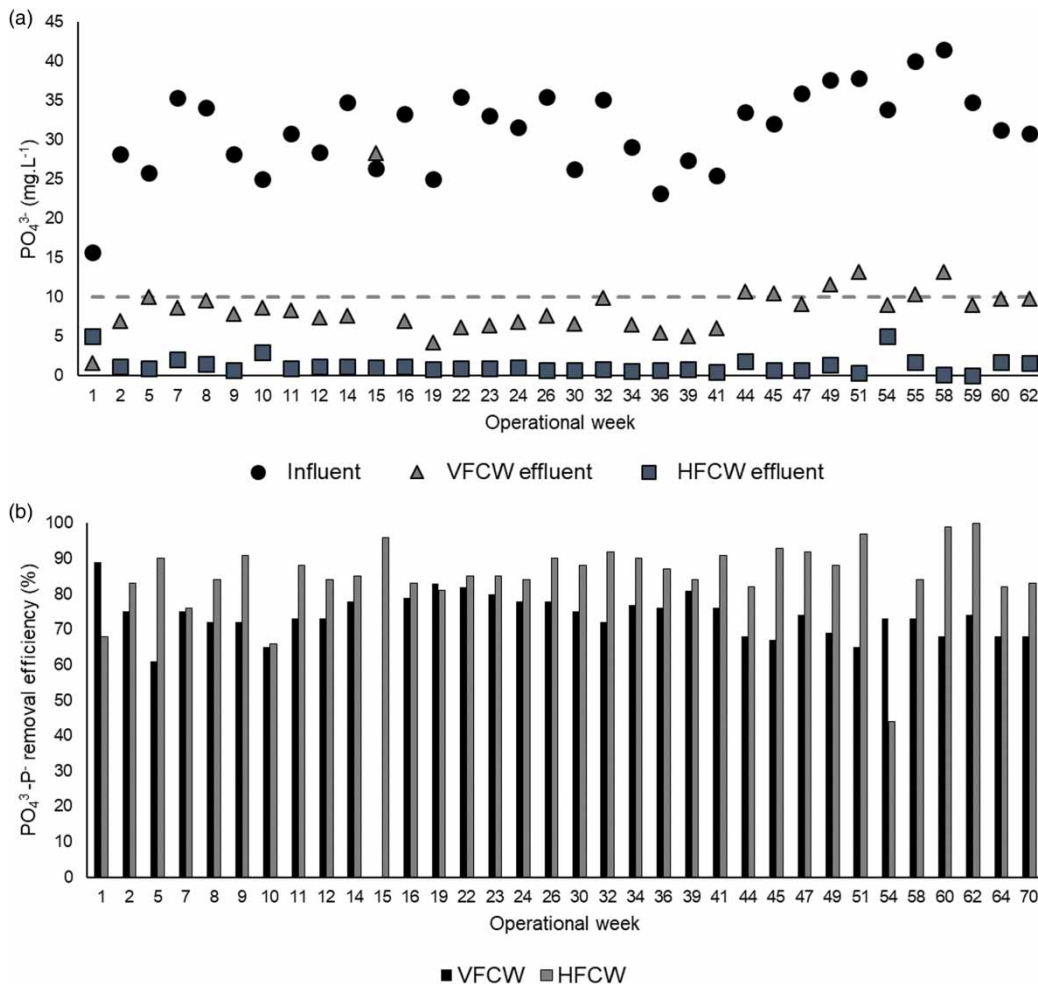 (a)
PO₄³⁻ (mg.L⁻¹)
45
40
35
30
25
20
15
10
5
0
1 2 5 7 8 9 10 11 12 14 15 16 19 22 23 24 26 30 32 34 36 39 41 44 45 47 49 51 54 55 58 59 60 62
Operational week
Influent VFCW effluent HFCW effluent
(b)
PO₄³-P⁻ removal efficiency (%)
100
90
80
70
60
50
40
30
20
10
0
1 2 5 7 8 9 10 11 12 14 15 16 19 22 23 24 26 30 32 34 36 39 41 44 45 47 49 51 54 58 60 62 64 70
Operational week
VFCW HFCW